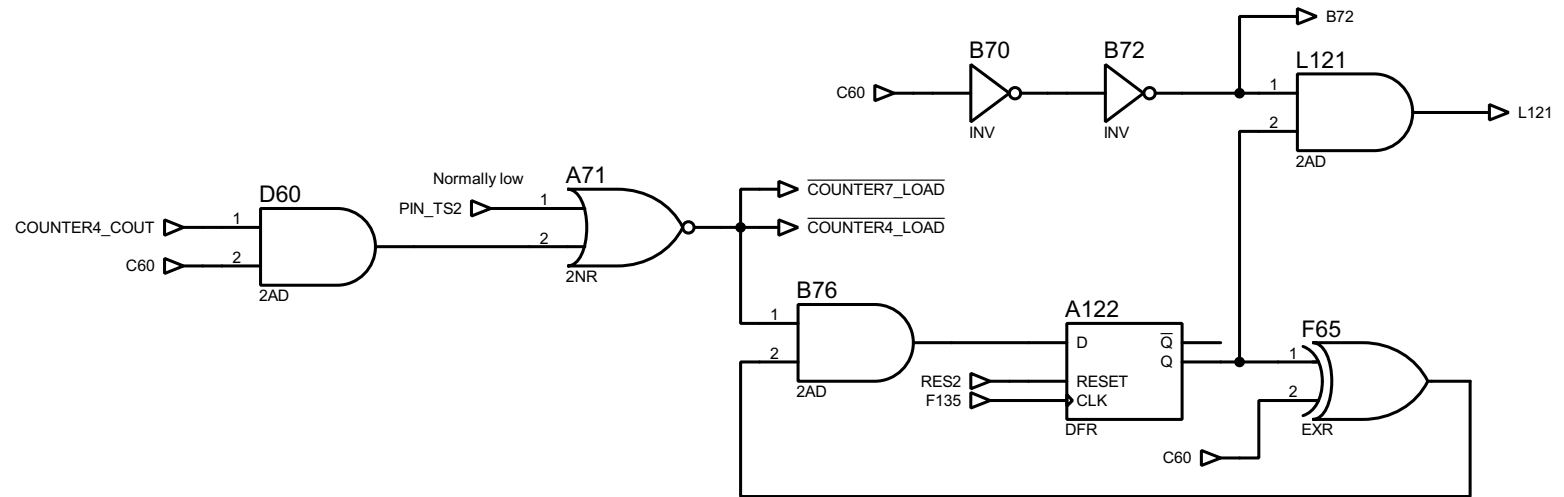 B72
B70
B72
L121
C60
INV
INV
1
2
2AD
L121
Normally low
A71
D60
PIN_TS2
1
2
2NR
COUNTER7_LOAD
COUNTER4_LOAD
COUNTER4_COUT
1
C60
2
2AD
B76
1
2
2AD
A122
D
Q
Q
RES2
RESET
F135
CLK
DFR
F65
1
2
EXR
C60